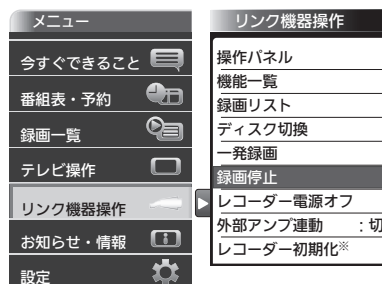 メニュー
今すぐできること
番組表・予約
録画一覧
テレビ操作
リンク機器操作
お知らせ・情報
設定
リンク機器操作
操作パネル
機能一覧
録画リスト
ディスク切換
一発録画
録画停止
レコーダー電源オフ
外部アンプ連動　：切
レコーダー初期化※